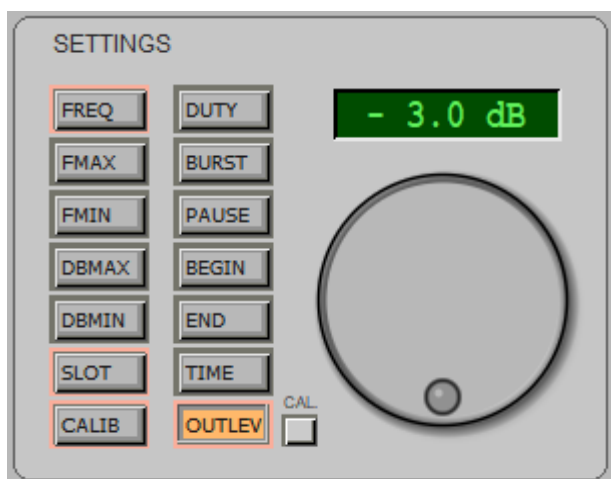 SETTINGS
FREQ DUTY - 3.0 dB
FMAX BURST
FMIN PAUSE
DBMAX BEGIN
DBMIN END
SLOT TIME
CAL.
CALIB OUTLEV